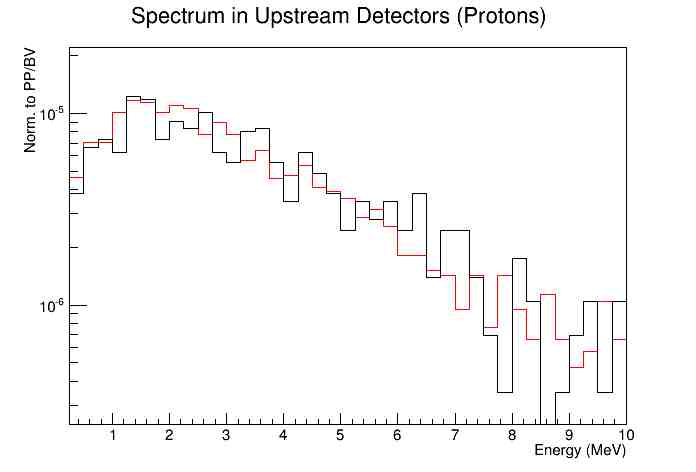 Spectrum in Upstream Detectors (Protons)
Norm. to PP/BV
10⁻⁵
10⁻⁶
1 2 3 4 5 6 7 8 9 10
Energy (MeV)